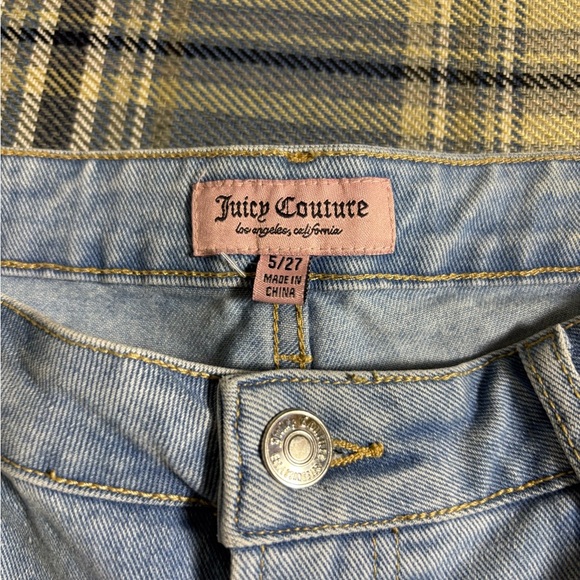 Juicy Couture
los angeles, california
5/27
MADE IN
CHINA